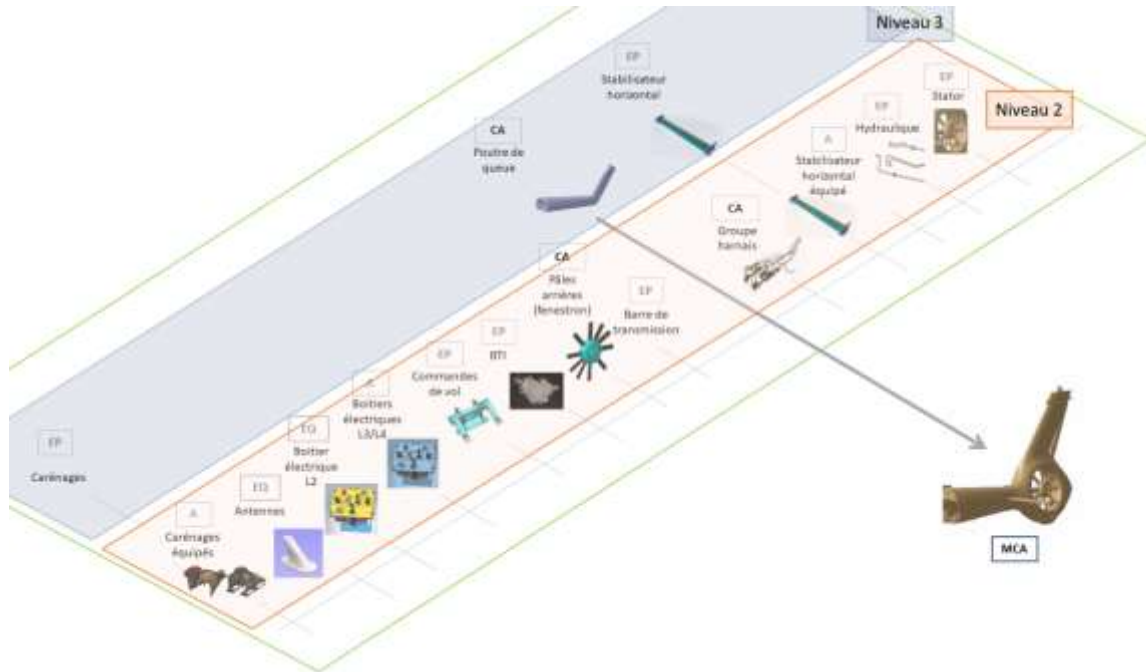 Niveau 3
EP
Stabilisateur
horizontal
CA
Poutre de
queue
EP
Carénages
Niveau 2
EP
Stator
EP
Hydraulique
A
Stabilisateur
horizontal
équipé
CA
Groupe
harnais
EP
Barre de
transmission
CA
Pâles
arrières
(fenestron)
EP
BTI
EP
Commandes
de vol
A
Boitiers
électriques
L3/L4
EQ
Boitier
électrique
L2
EQ
Antennes
A
Carénages
équipés
MCA